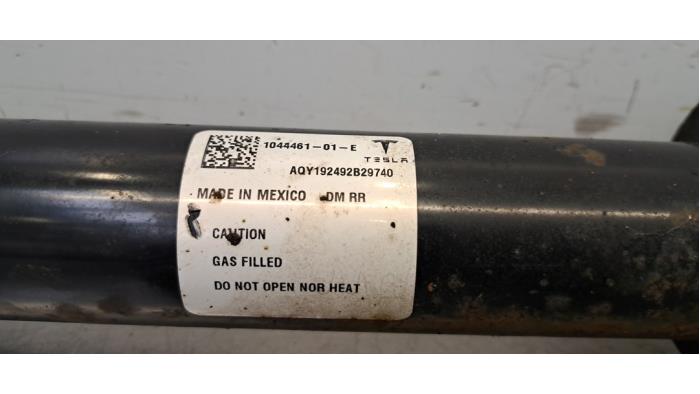 1044461-01-E
TESLA
AQY192492B29740
MADE IN MEXICO DM RR
CAUTION
GAS FILLED
DO NOT OPEN NOR HEAT